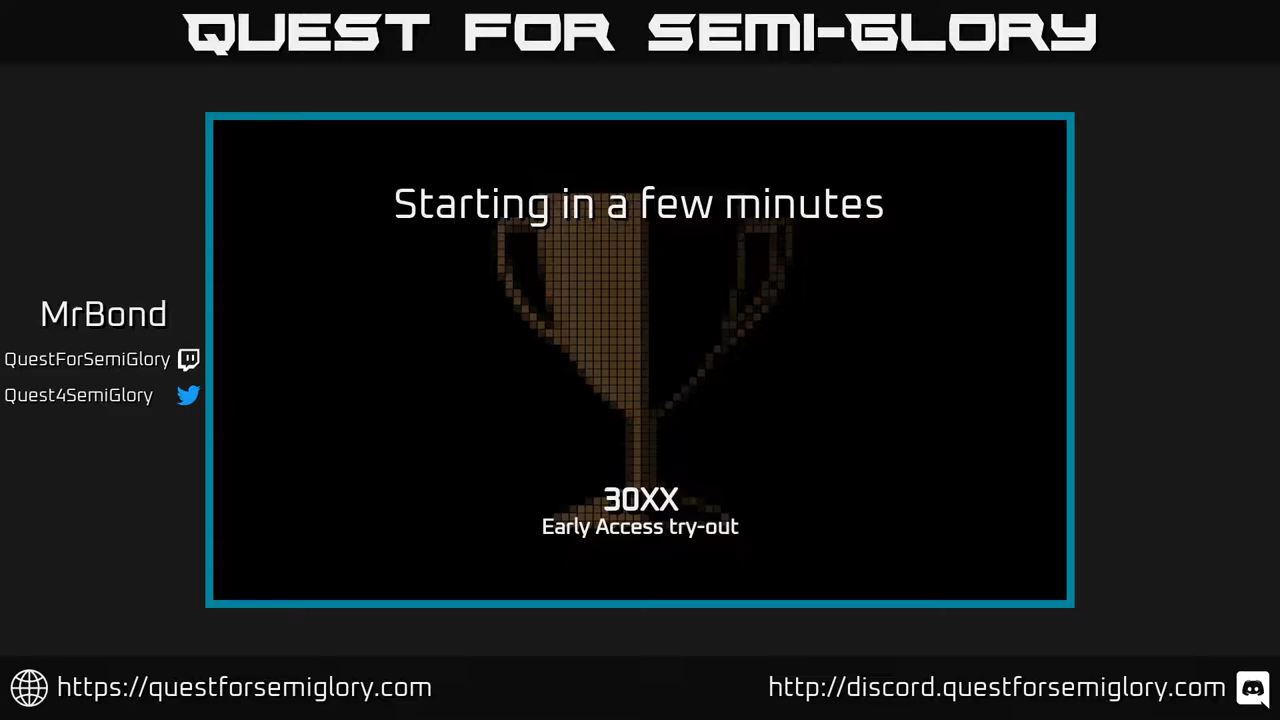 QUEST FOR SEMI-GLORY
Starting in a few minutes
MrBond
QuestForSemiGlory
Quest4SemiGlory
30XX
Early Access try-out
https://questforsemiglory.com
http://discord.questforsemiglory.com